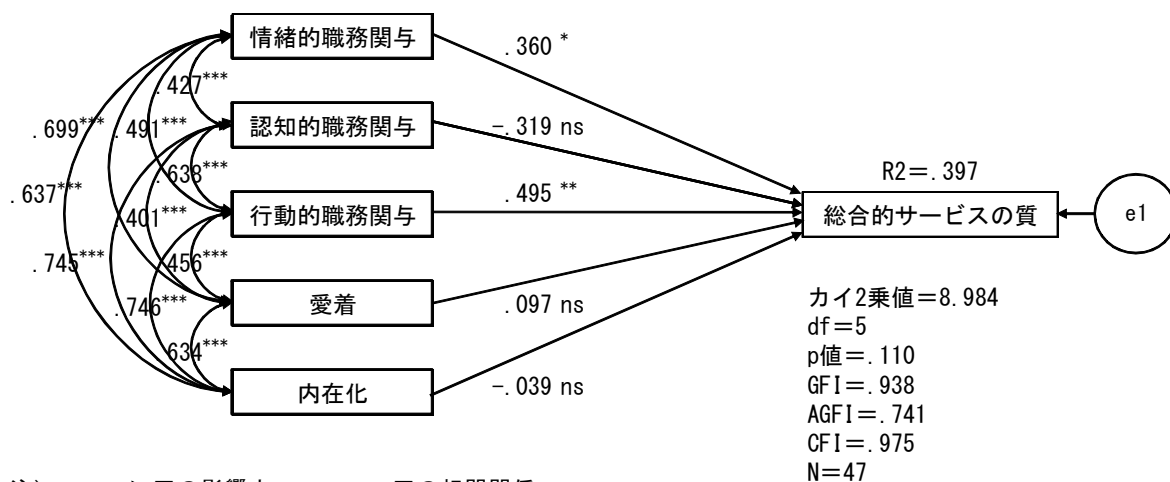 情緒的職務関与
.360 *
.427***
認知的職務関与
-.319 ns
.699***
.491***
.638***
R2=.397
行動的職務関与
.495 **
総合的サービスの質
e1
.637***
.401***
.745***
.456***
愛着
.097 ns
.746***
.634***
内在化
-.039 ns
カイ2乗値=8.984
df=5
p値=.110
GFI=.938
AGFI=.741
CFI=.975
N=47